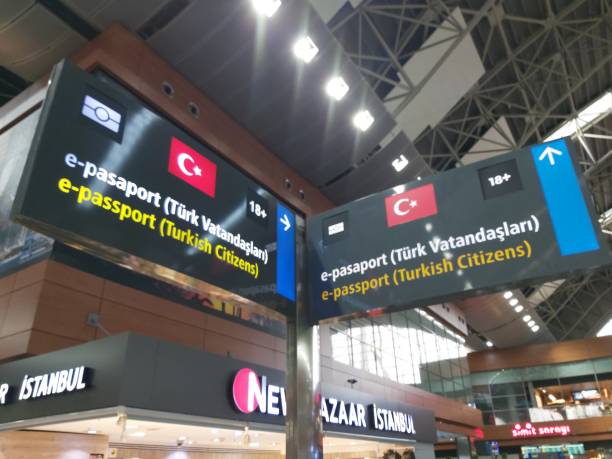 18+
e-pasaport (Türk Vatandaşları)
e-passport (Turkish Citizens)
18+
e-pasaport (Türk Vatandaşları)
e-passport (Turkish Citizens)
İSTANBUL
NEW AZAAR İSTANBUL
simit sarayı